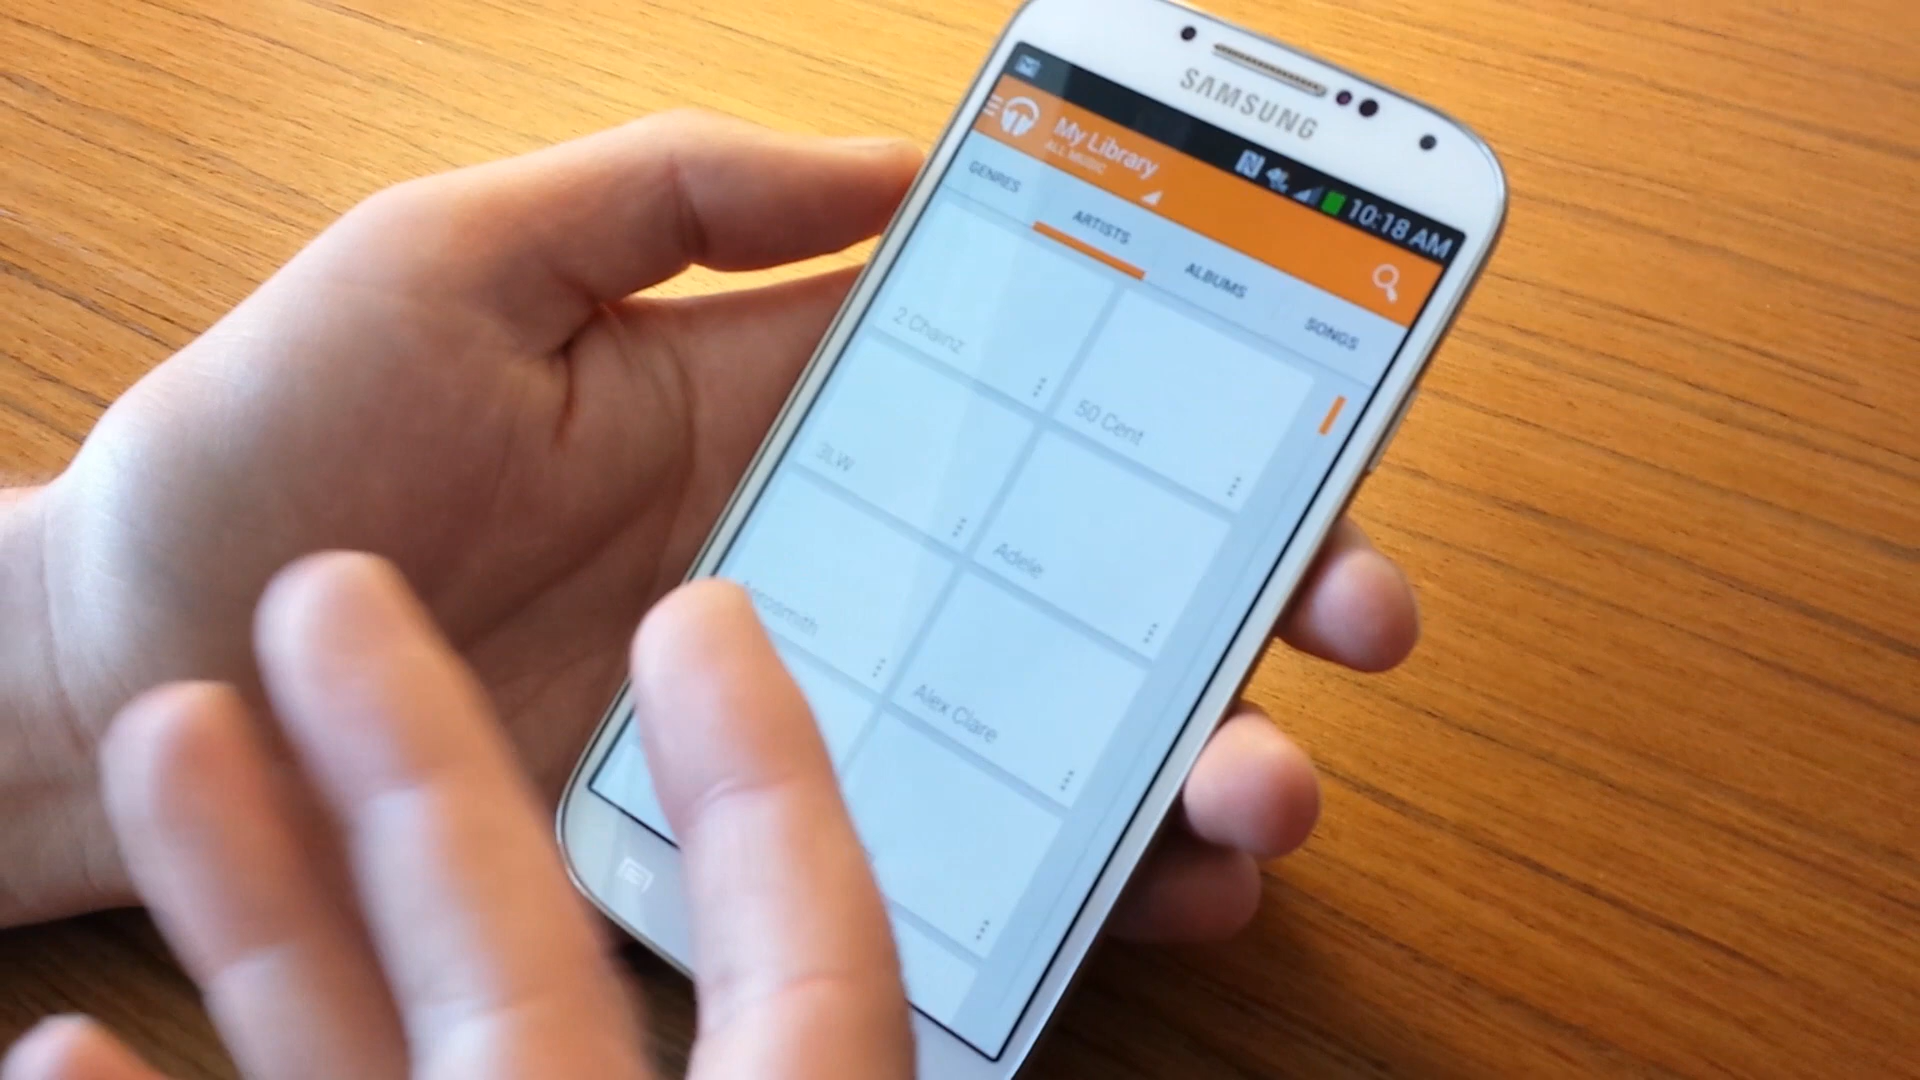 SAMSUNG
4G
10:18 AM
My Library
ALL MUSIC
GENRES
ARTISTS
ALBUMS
SONGS
2 Chainz
50 Cent
3LW
Adele
Aerosmith
Alex Clare